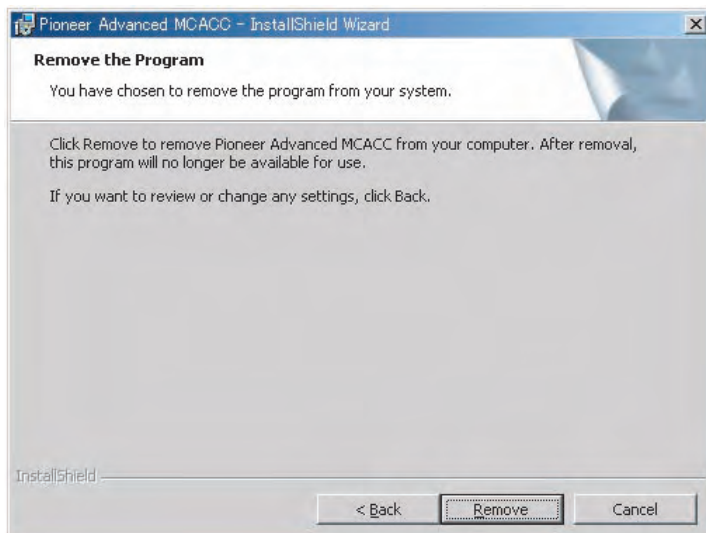 Pioneer Advanced MCACC - InstallShield Wizard
Remove the Program
You have chosen to remove the program from your system.
Click Remove to remove Pioneer Advanced MCACC from your computer. After removal,
this program will no longer be available for use.
If you want to review or change any settings, click Back.
InstallShield
< Back
Remove
Cancel